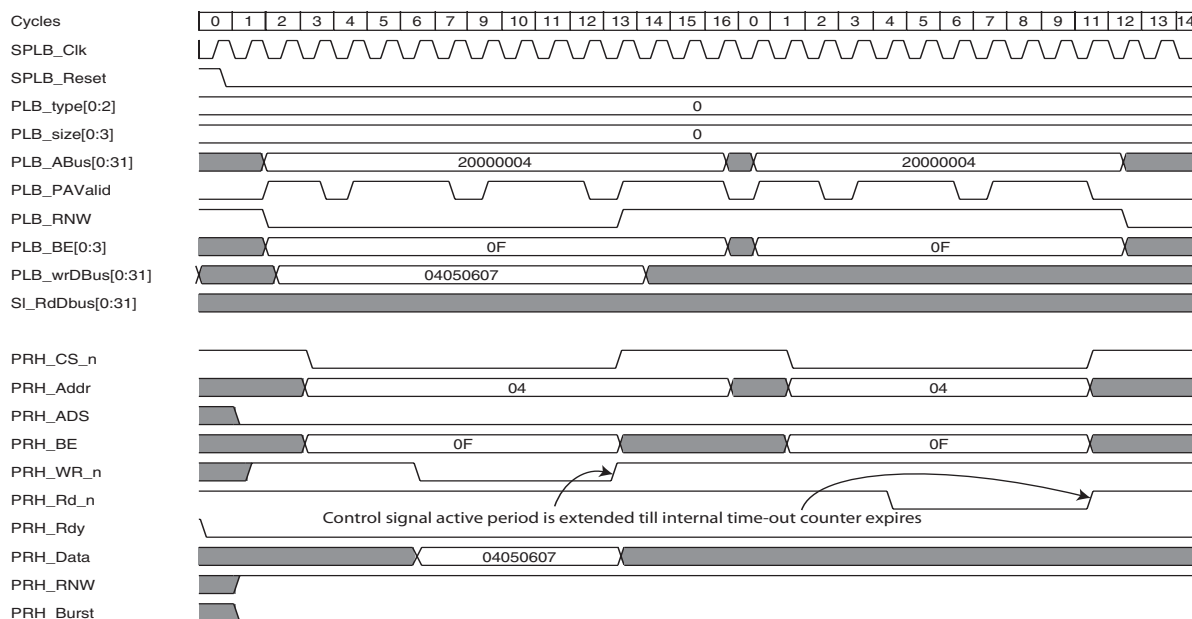 Cycles 0 1 2 3 4 5 6 9 10 11 12 13 14 15 16 0 1 2 3 4 5 6 7 8 9 11 12 13 14
SPLB_Clk
SPLB_Reset
PLB_type[0:2] 0
PLB_size[0:3] 0
PLB_ABus[0:31] 20000004 20000004
PLB_PAValid
PLB_RNW
PLB_BE[0:3] 0F 0F
PLB_wrDBus[0:31] 04050607
Sl_RdDbus[0:31]
PRH_CS_n
PRH_Addr 04 04
PRH_ADS
PRH_BE 0F 0F
PRH_WR_n
PRH_Rd_n
Control signal active period is extended till internal time-out counter expires
PRH_Rdy
PRH_Data 04050607
PRH_RNW
PRH_Burst